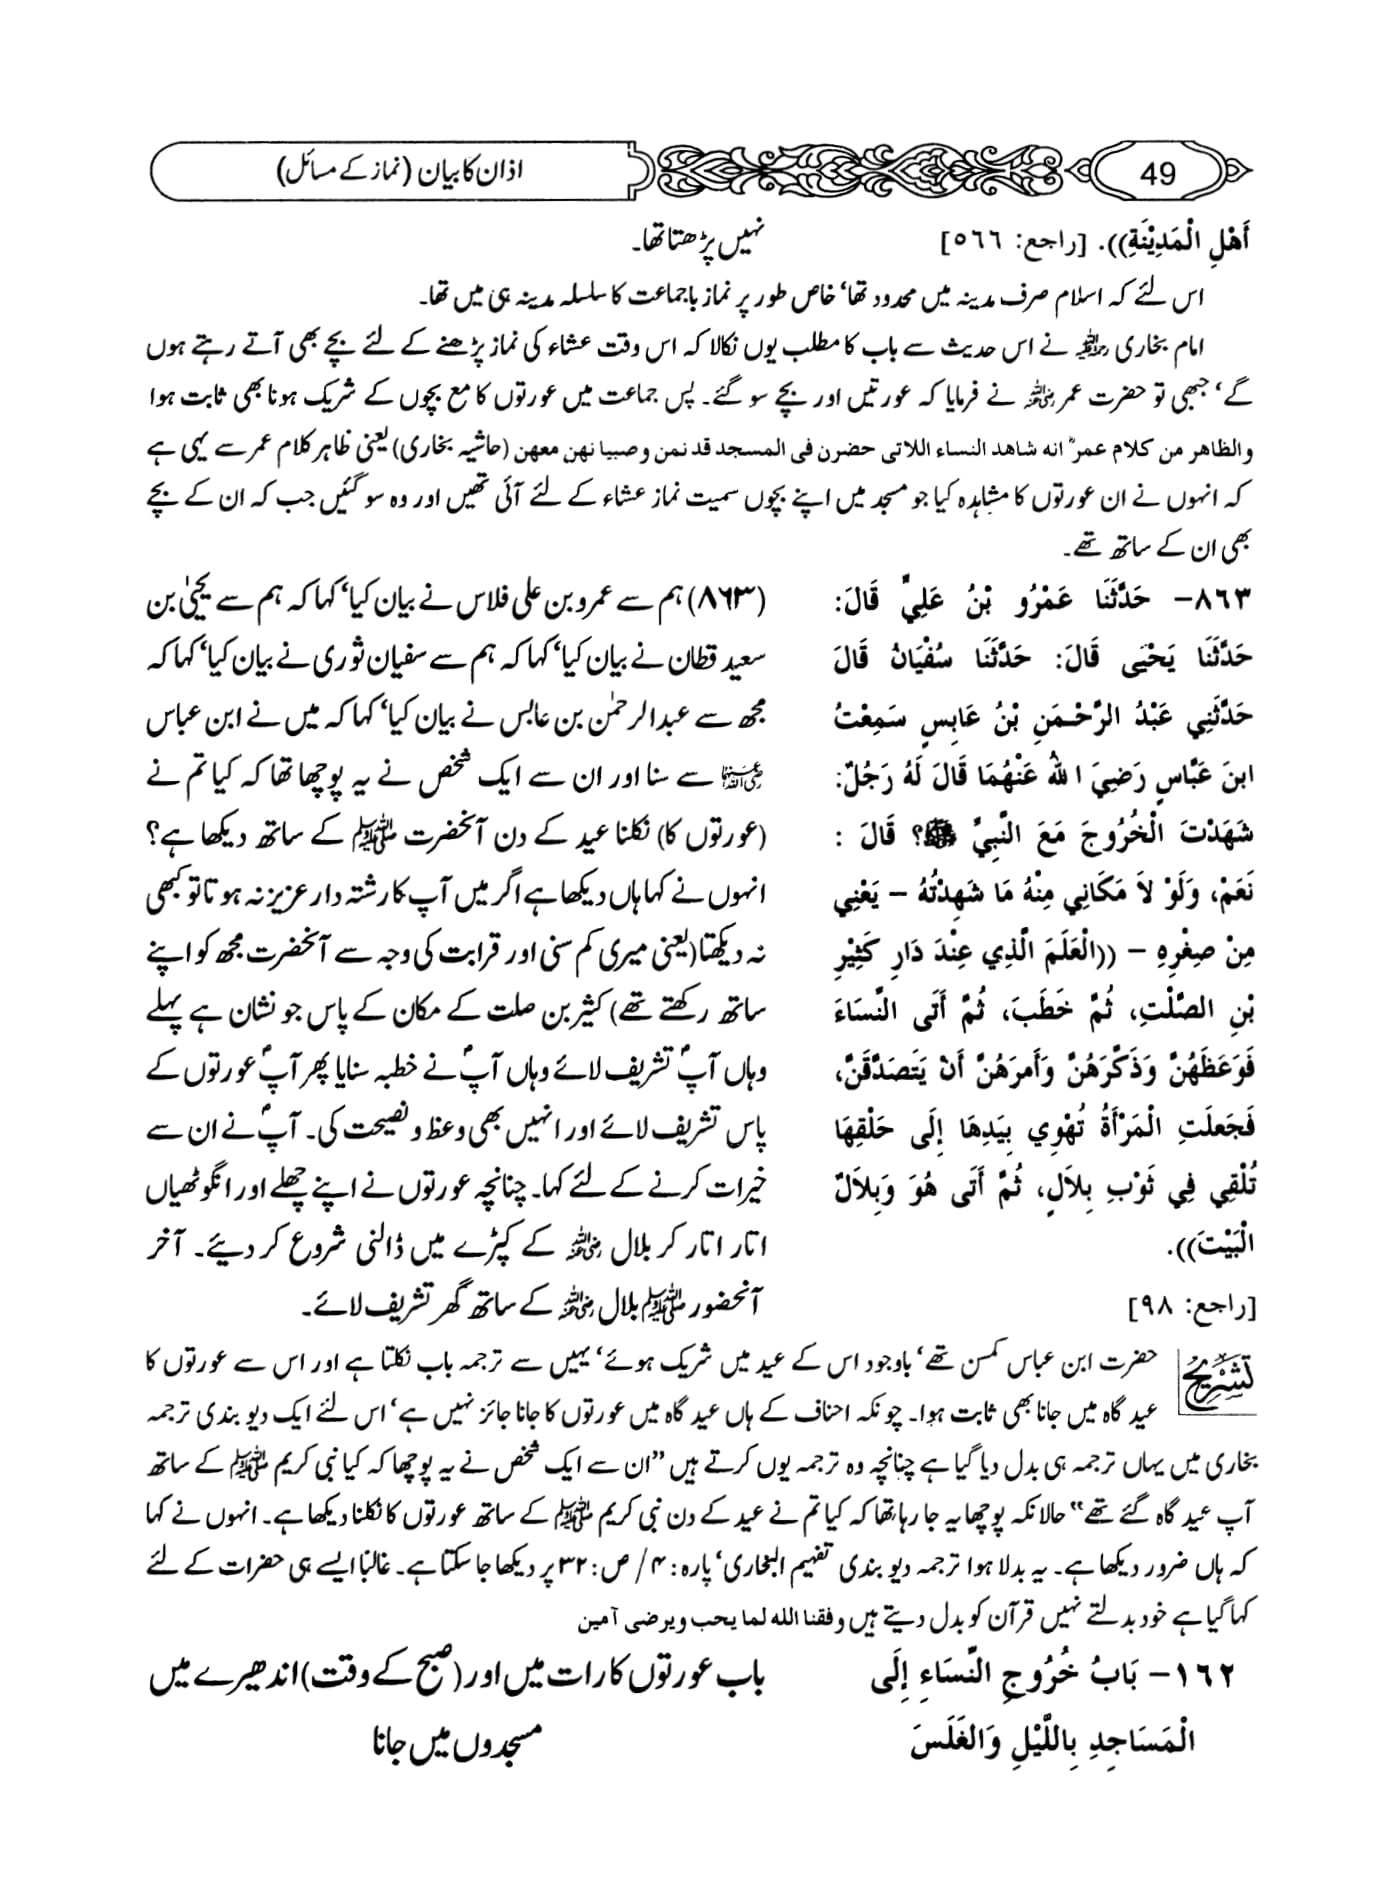 49
اذان کا بیان (نماز کے مسائل)
أَهْلِ الْمَدِيْنَةِ)). [راجع: ٥٦٦]
نہیں پڑھتا تھا۔
اس لئے کہ اسلام صرف مدینہ میں محدود تھا‘ خاص طور پر نماز باجماعت کا سلسلہ مدینہ ہی میں تھا۔
امام بخاری رحمۃ اللہ علیہ نے اس حدیث سے باب کا مطلب یوں نکالا کہ اس وقت عشاء کی نماز پڑھنے کے لئے بچے بھی آتے رہتے ہوں
گے‘ جبھی تو حضرت عمر رضی اللہ عنہ نے فرمایا کہ عورتیں اور بچے سو گئے۔ پس جماعت میں عورتوں کا مع بچوں کے شریک ہونا بھی ثابت ہوا
والظاهر من كلام عمرؓ انه شاهد النساء اللاتى حضرن فى المسجد قد نمن وصبيا نهن معهن (حاشیہ بخاری) یعنی ظاہر کلام عمر سے یہی ہے
کہ انہوں نے ان عورتوں کا مشاہدہ کیا جو مسجد میں اپنے بچوں سمیت نماز عشاء کے لئے آئی تھیں اور وہ سو گئیں جب کہ ان کے بچے
بھی ان کے ساتھ تھے۔
٨٦٣- حَدَّثَنَا عَمْرُو بْنُ عَلِيٍّ قَالَ:
حَدَّثَنَا يَحْيَى قَالَ: حَدَّثَنَا سُفْيَانُ قَالَ
حَدَّثَنِي عَبْدُ الرَّحْمَنِ بْنُ عَابِسٍ سَمِعْتُ
ابنَ عَبَّاسٍ رَضِيَ ا للهُ عَنْهُمَا قَالَ لَهُ رَجُلٌ:
شَهَدْتَ الْخُرُوجَ مَعَ النَّبِيِّ ﷺ؟ قَالَ :
نَعَمْ، وَلَوْ لاَ مَكَانِي مِنْهُ مَا شَهِدْتُهُ – يَعْنِي
مِنْ صِغْرِهِ – ((الْعَلَمَ الَّذِي عِنْدَ دَارِ كَثِيْرِ
بْنِ الصَّلْتِ، ثُمَّ خَطَبَ، ثُمَّ أَتَى النَّسَاءَ
فَوَعَظَهُنَّ وَذَكَّرَهُنَّ وَأَمَرَهُنَّ أَنْ يَتَصَدَّقْنَ،
فَجَعَلَتِ الْمَرْأَةُ تُهْوِي بِيَدِهَا إِلَى حَلْقِهَا
تُلْقِي فِي ثَوْبِ بِلاَلٍ، ثُمَّ أَتَى هُوَ وَبِلاَلٌ
الْبَيْتَ)).
[راجع: ٩٨]
(۸۶۳) ہم سے عمرو بن علی فلاس نے بیان کیا‘ کہا کہ ہم سے یحییٰ بن
سعید قطان نے بیان کیا‘ کہا کہ ہم سے سفیان ثوری نے بیان کیا‘ کہا کہ
مجھ سے عبدالرحمٰن بن عابس نے بیان کیا‘ کہا کہ میں نے ابن عباس
رضی اللہ عنہما سے سنا اور ان سے ایک شخص نے یہ پوچھا تھا کہ کیا تم نے
(عورتوں کا) نکلنا عید کے دن آنحضرت ﷺ کے ساتھ دیکھا ہے؟
انہوں نے کہا ہاں دیکھا ہے اگر میں آپ کا رشتہ دار عزیز نہ ہوتا تو کبھی
نہ دیکھتا (یعنی میری کم سنی اور قرابت کی وجہ سے آنحضرت مجھ کو اپنے
ساتھ رکھتے تھے) کثیر بن صلت کے مکان کے پاس جو نشان ہے پہلے
وہاں آپؐ تشریف لائے وہاں آپؐ نے خطبہ سنایا پھر آپؐ عورتوں کے
پاس تشریف لائے اور انہیں بھی وعظ و نصیحت کی۔ آپؐ نے ان سے
خیرات کرنے کے لئے کہا۔ چنانچہ عورتوں نے اپنے چھلے اور انگوٹھیاں
اتار اتار کر بلال رضی اللہ عنہ کے کپڑے میں ڈالنی شروع کر دیئے۔ آخر
آنحضور ﷺ بلال رضی اللہ عنہ کے ساتھ گھر تشریف لائے۔
تشریح
حضرت ابن عباس کمسن تھے‘ باوجود اس کے عید میں شریک ہوئے‘ یہیں سے ترجمہ باب نکلتا ہے اور اس سے عورتوں کا
عید گاہ میں جانا بھی ثابت ہوا۔ چونکہ احناف کے ہاں عید گاہ میں عورتوں کا جانا جائز نہیں ہے‘ اس لئے ایک دیوبندی ترجمہ
بخاری میں یہاں ترجمہ ہی بدل دیا گیا ہے چنانچہ وہ ترجمہ یوں کرتے ہیں ”ان سے ایک شخص نے یہ پوچھا کہ کیا نبی کریم ﷺ کے ساتھ
آپ عید گاہ گئے تھے“ حالانکہ پوچھا یہ جا رہا تھا کہ کیا تم نے عید کے دن نبی کریم ﷺ کے ساتھ عورتوں کا نکلنا دیکھا ہے۔ انہوں نے کہا
کہ ہاں ضرور دیکھا ہے۔ یہ بدلا ہوا ترجمہ دیوبندی تفہیم البخاری‘ پارہ : ۴ / ص : ۳۲ پر دیکھا جا سکتا ہے۔ غالبًا ایسے ہی حضرات کے لئے
کہا گیا ہے خود بدلتے نہیں قرآن کو بدل دیتے ہیں وفقنا الله لما يحب ويرضى آمين
١٦٢- بَابُ خُرُوجِ النَّسَاءِ إِلَى
الْمَسَاجِدِ بِاللَّيْلِ وَالغَلَسَ
باب عورتوں کا رات میں اور (صبح کے وقت) اندھیرے میں
مسجدوں میں جانا